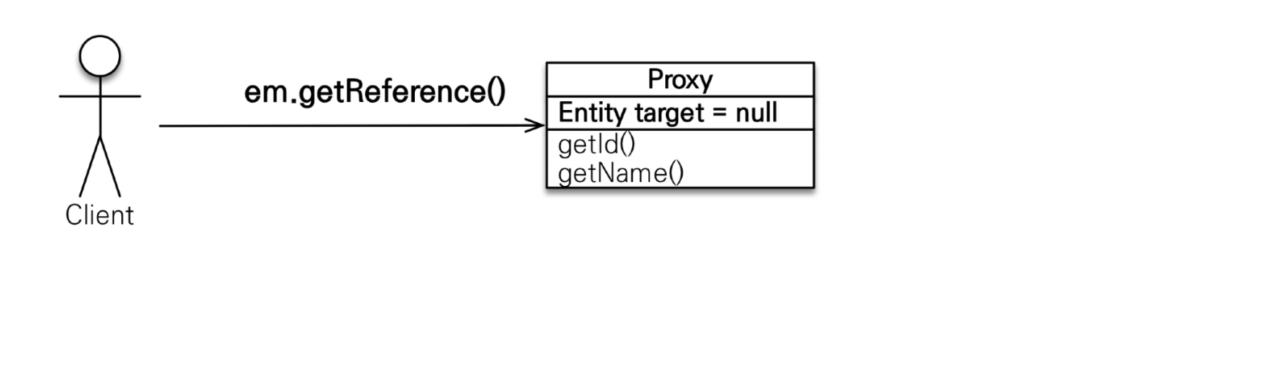 em.getReference()
Proxy
Entity target = null
getId()
getName()
Client